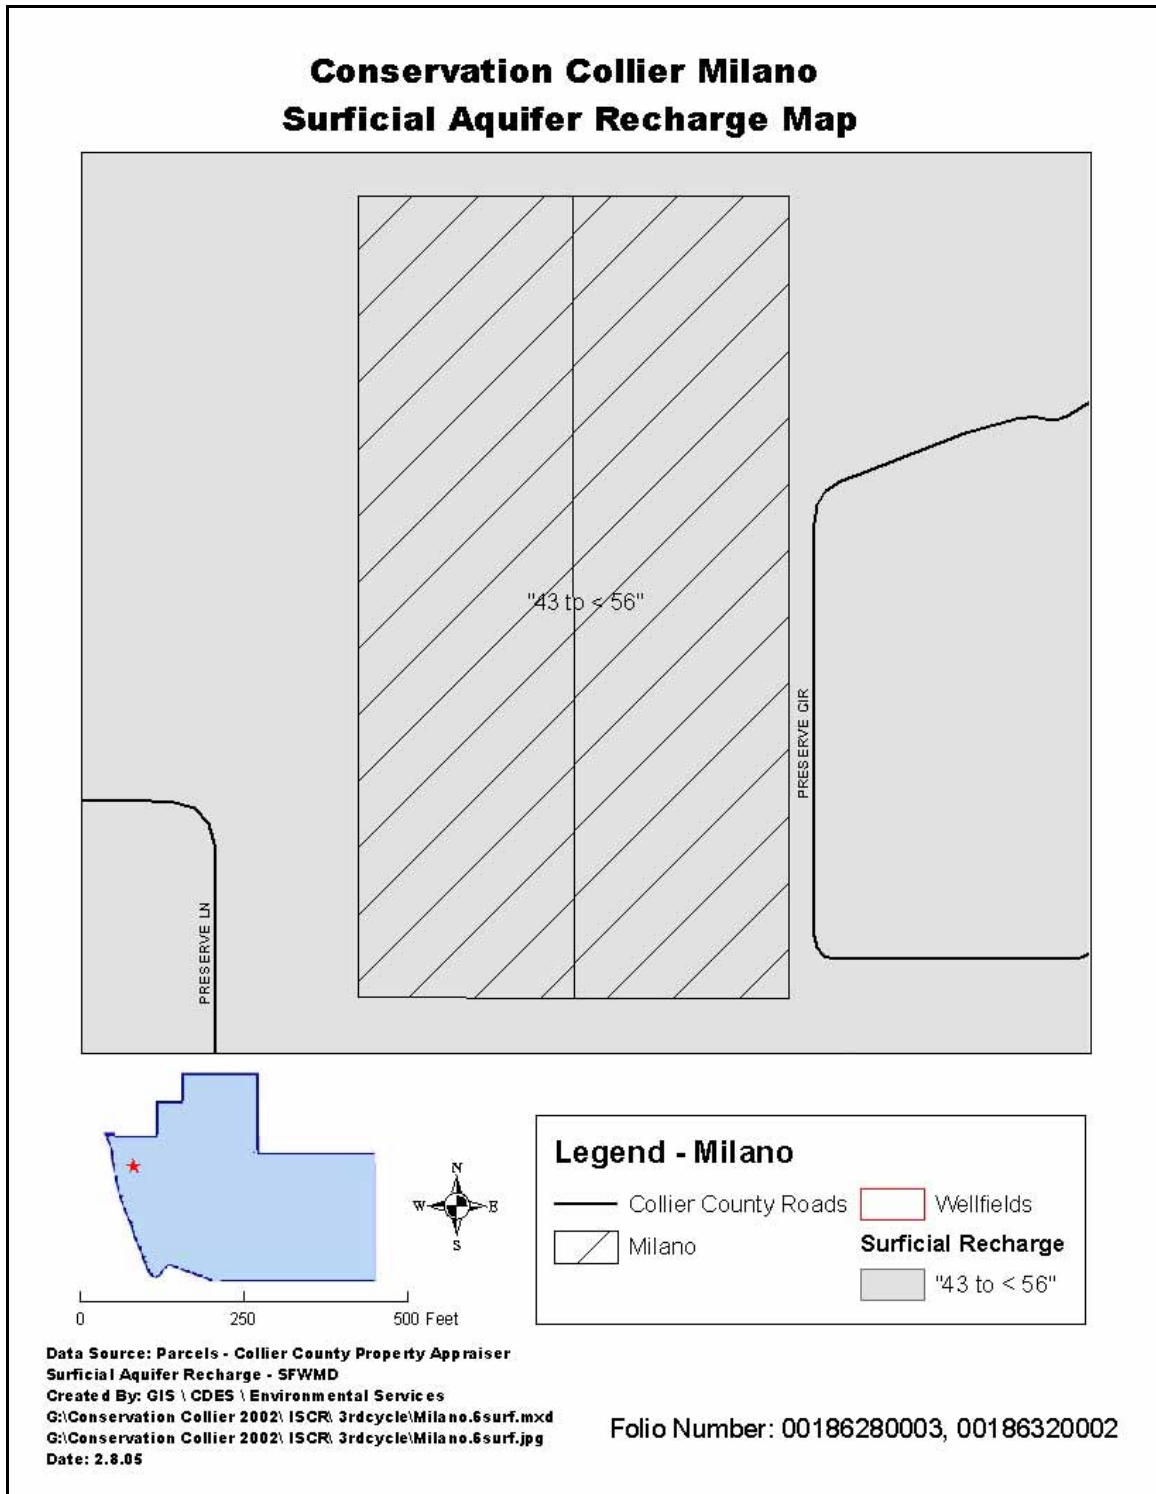 Conservation Collier Milano
Surficial Aquifer Recharge Map
"43 to < 56"
PRESERVE CIR
PRESERVE LN
N
W
E
S
0
250
500 Feet
Legend - Milano
Collier County Roads
Milano
Wellfields
Surficial Recharge
"43 to < 56"
Data Source: Parcels - Collier County Property Appraiser
Surficial Aquifer Recharge - SFWMD
Created By: GIS \ CDES \ Environmental Services
G:\Conservation Collier 2002\ ISCR\ 3rdcycle\Milano.6surf.mxd
G:\Conservation Collier 2002\ ISCR\ 3rdcycle\Milano.6surf.jpg
Date: 2.8.05
Folio Number: 00186280003, 00186320002